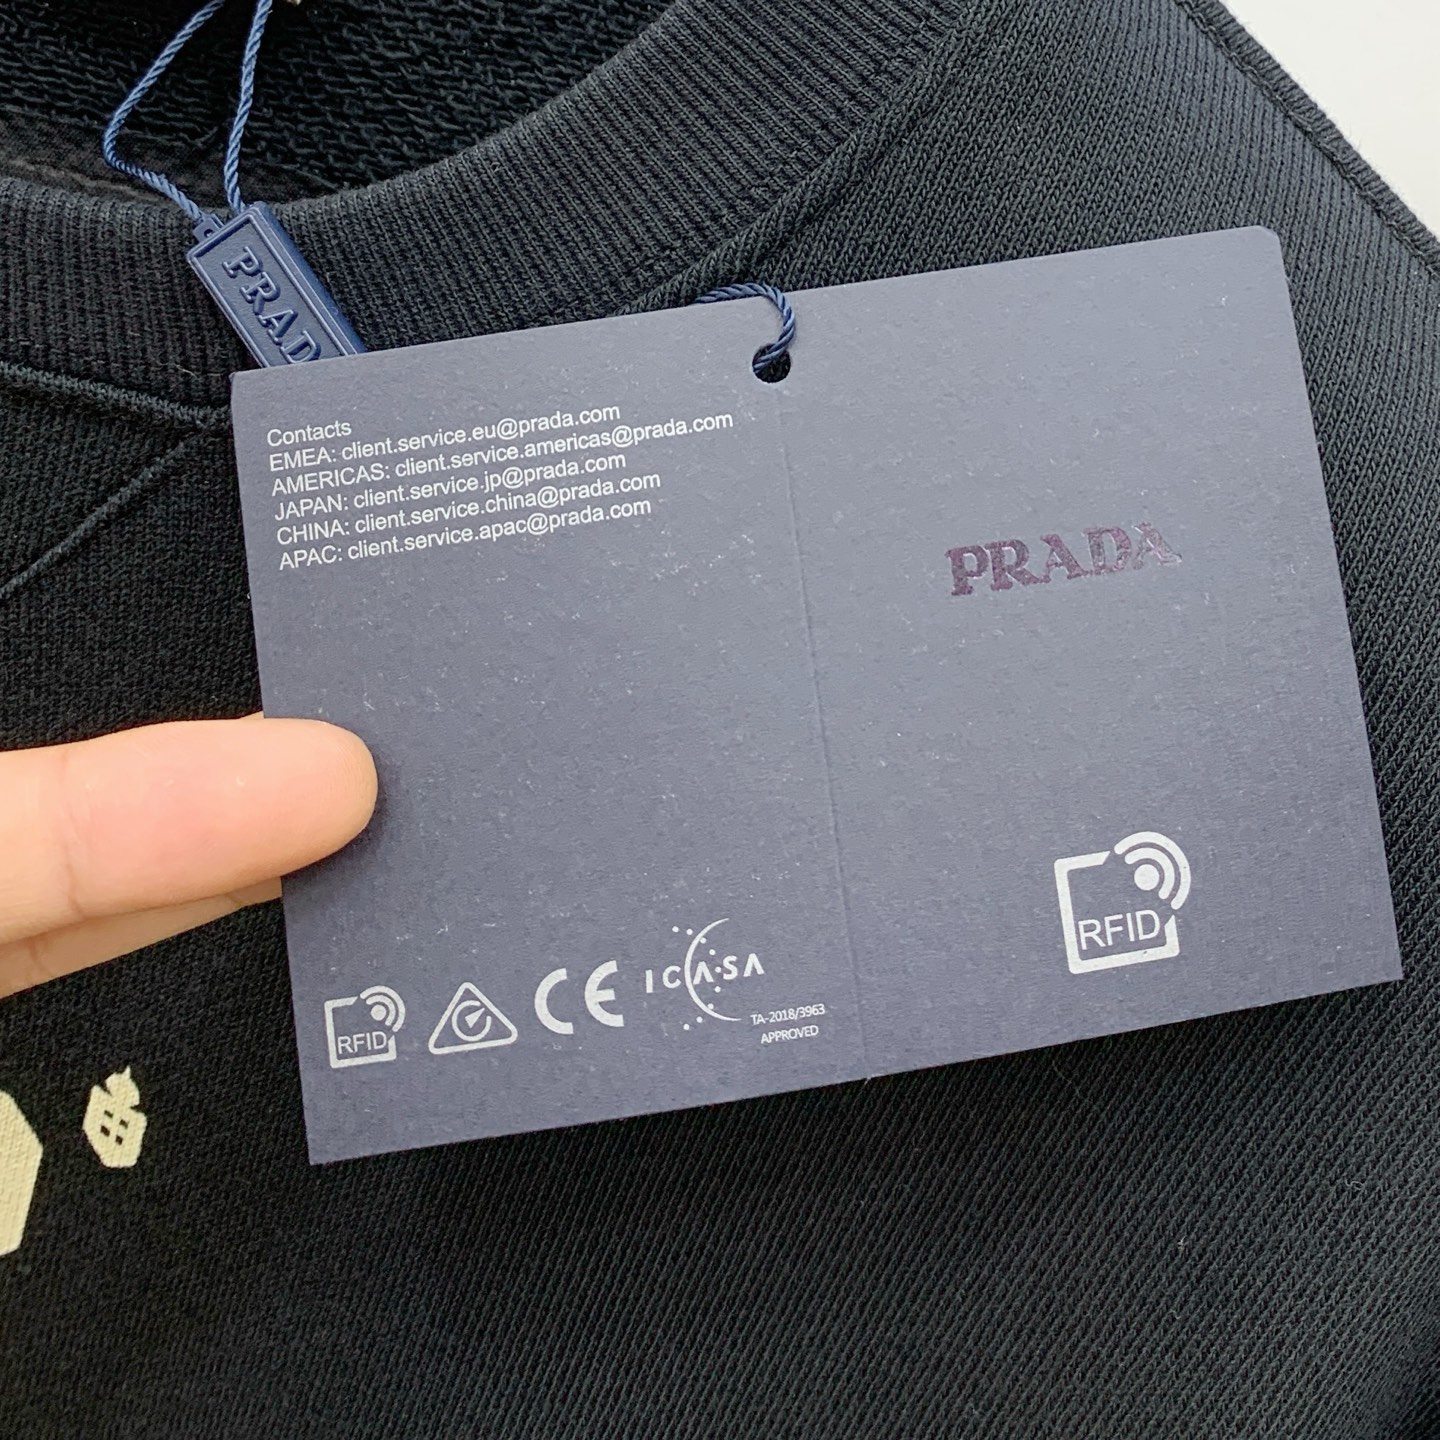 PRAD
Contacts
EMEA: client.service.eu@prada.com
AMERICAS: client.service.americas@prada.com
JAPAN: client.service.jp@prada.com
CHINA: client.service.china@prada.com
APAC: client.service.apac@prada.com
PRADA
RFID
RFID
CE
ICASA
TA-2018/3963
APPROVED